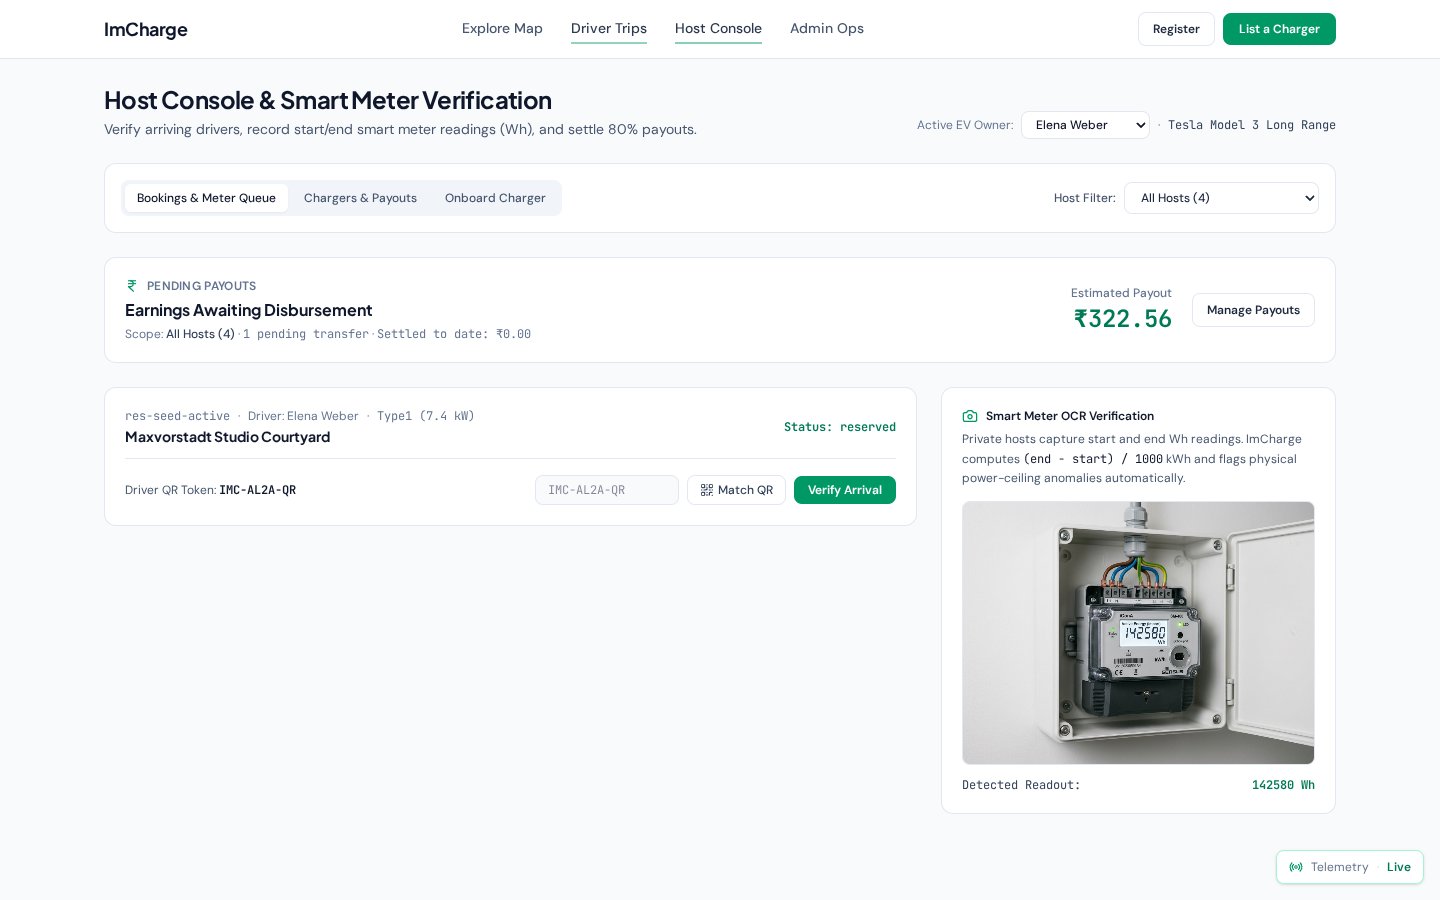 ImCharge
Explore Map
Driver Trips
Host Console
Admin Ops
Register
List a Charger
Host Console & Smart Meter Verification
Verify arriving drivers, record start/end smart meter readings (Wh), and settle 80% payouts.
Active EV Owner: Elena Weber · Tesla Model 3 Long Range
Bookings & Meter Queue
Chargers & Payouts
Onboard Charger
Host Filter: All Hosts (4)
₹ PENDING PAYOUTS
Earnings Awaiting Disbursement
Scope: All Hosts (4) · 1 pending transfer · Settled to date: ₹0.00
Estimated Payout
₹322.56
Manage Payouts
res-seed-active · Driver: Elena Weber · Type1 (7.4 kW)
Maxvorstadt Studio Courtyard
Status: reserved
Driver QR Token: IMC-AL2A-QR
IMC-AL2A-QR
Match QR
Verify Arrival
Smart Meter OCR Verification
Private hosts capture start and end Wh readings. ImCharge
computes (end - start) / 1000 kWh and flags physical
power-ceiling anomalies automatically.
142580
Wh
Detected Readout: 142580 Wh
Telemetry · Live